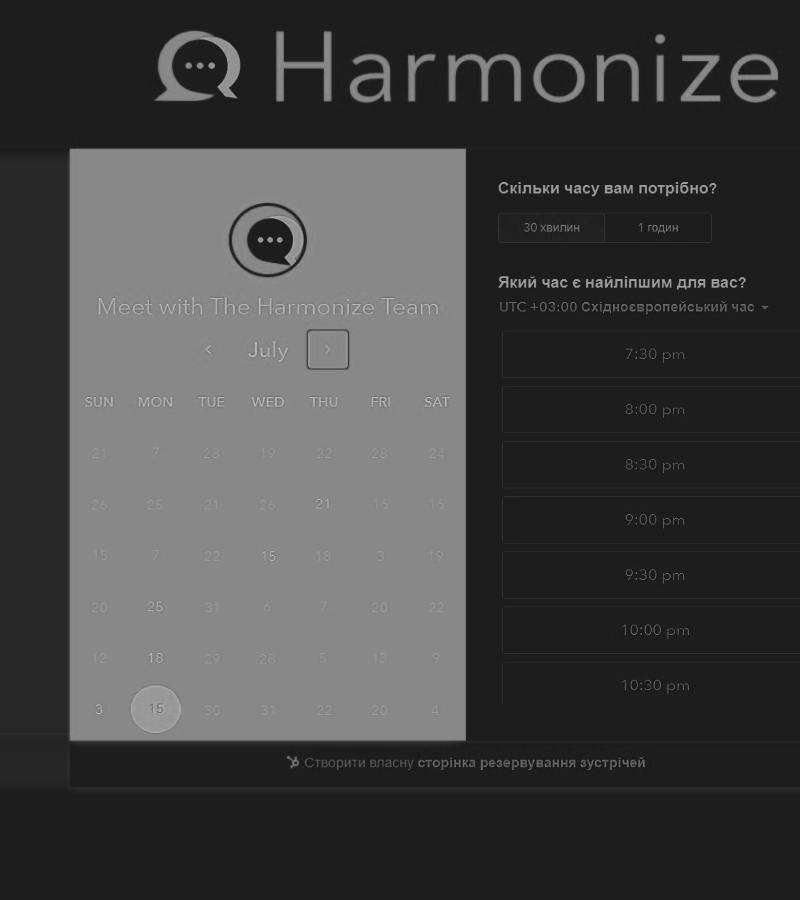 Harmonize
Meet with The Harmonize Team
July
SUN MON TUE WED THU FRI SAT
21 7 28 19 22 28 24
26 25 21 26 21 16 16
15 7 22 15 18 3 19
20 25 31 6 7 20 22
12 18 29 28 5 13 9
3 15 30 31 22 20 4
Скільки часу вам потрібно?
30 хвилин 1 годин
Який час є найліпшим для вас?
UTC +03:00 Східноєвропейський час
7:30 pm
8:00 pm
8:30 pm
9:00 pm
9:30 pm
10:00 pm
10:30 pm
Створити власну сторінка резервування зустрічей